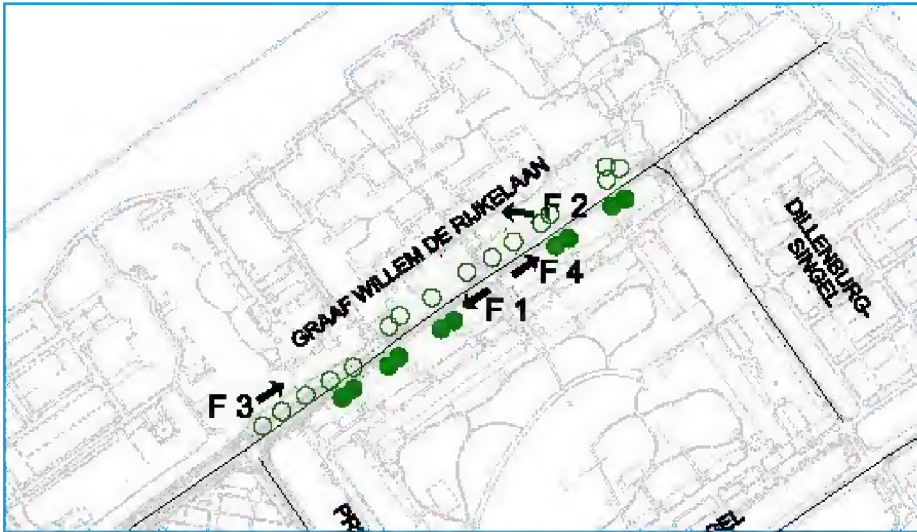 GRAAF WILLEM DE RIJKELAAN
F 2
F 4
F 1
F 3
DILLENBURG-
SINGEL